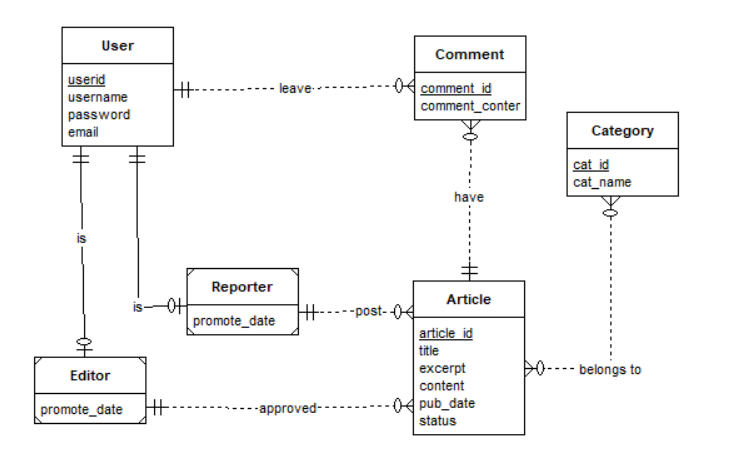 User
userid
username
password
email
leave
Comment
comment_id
comment_conter
Category
cat_id
cat_name
have
is
is
Reporter
promote_date
post
Article
article_id
title
excerpt
content
pub_date
status
belongs to
Editor
promote_date
approved